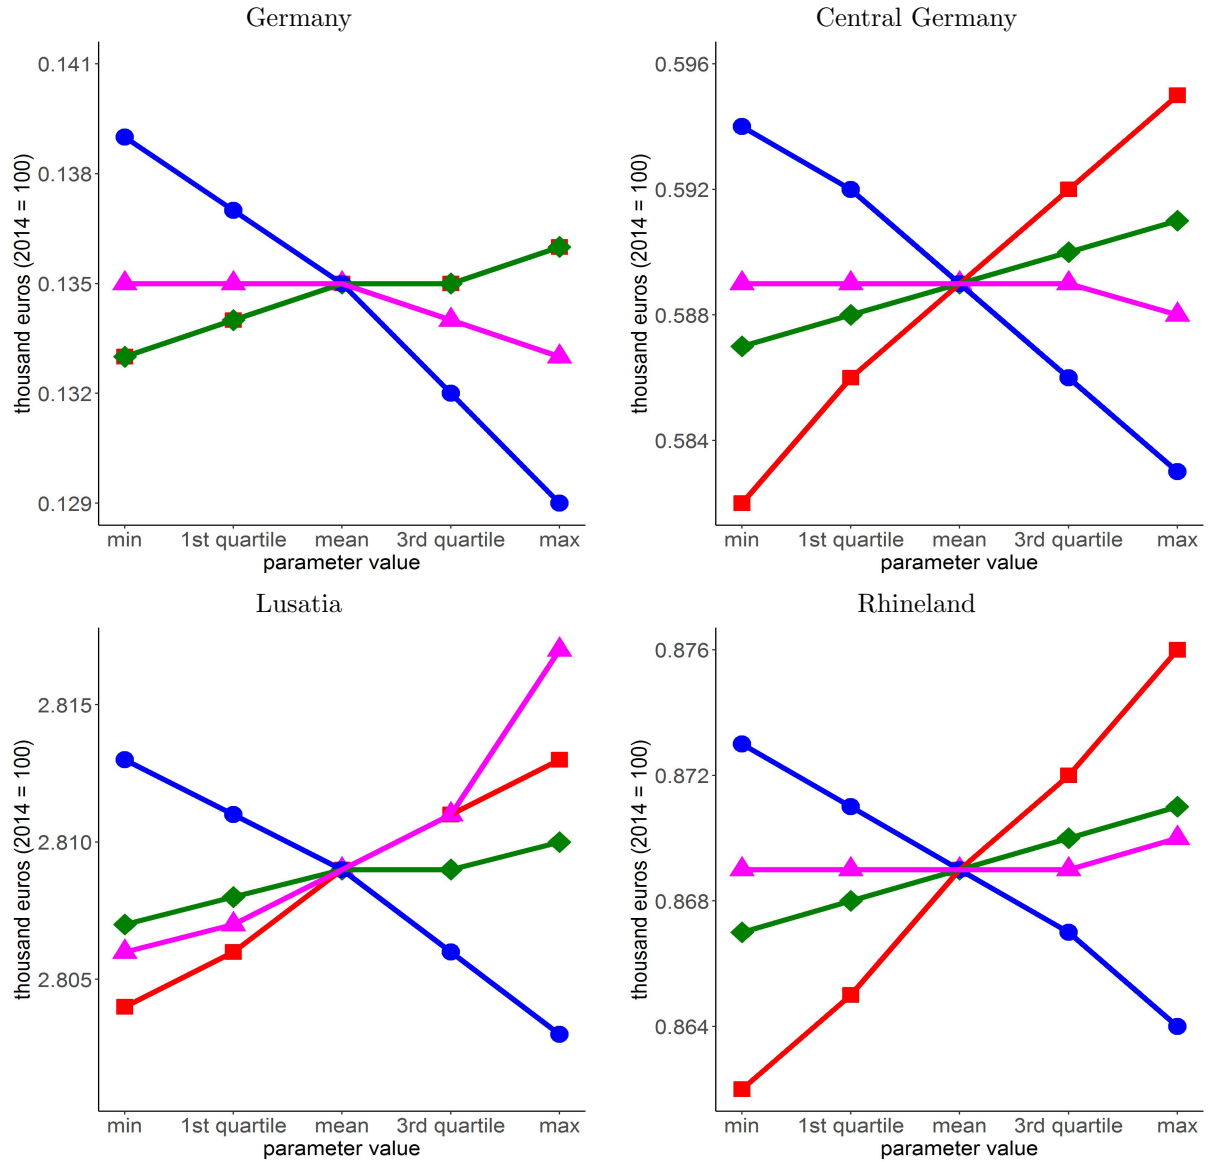 Germany
thousand euros (2014 = 100)
0.141
0.138
0.135
0.132
0.129
min 1st quartile mean 3rd quartile max
parameter value
Central Germany
thousand euros (2014 = 100)
0.596
0.592
0.588
0.584
min 1st quartile mean 3rd quartile max
parameter value
Lusatia
thousand euros (2014 = 100)
2.815
2.810
2.805
min 1st quartile mean 3rd quartile max
parameter value
Rhineland
thousand euros (2014 = 100)
0.876
0.872
0.868
0.864
min 1st quartile mean 3rd quartile max
parameter value